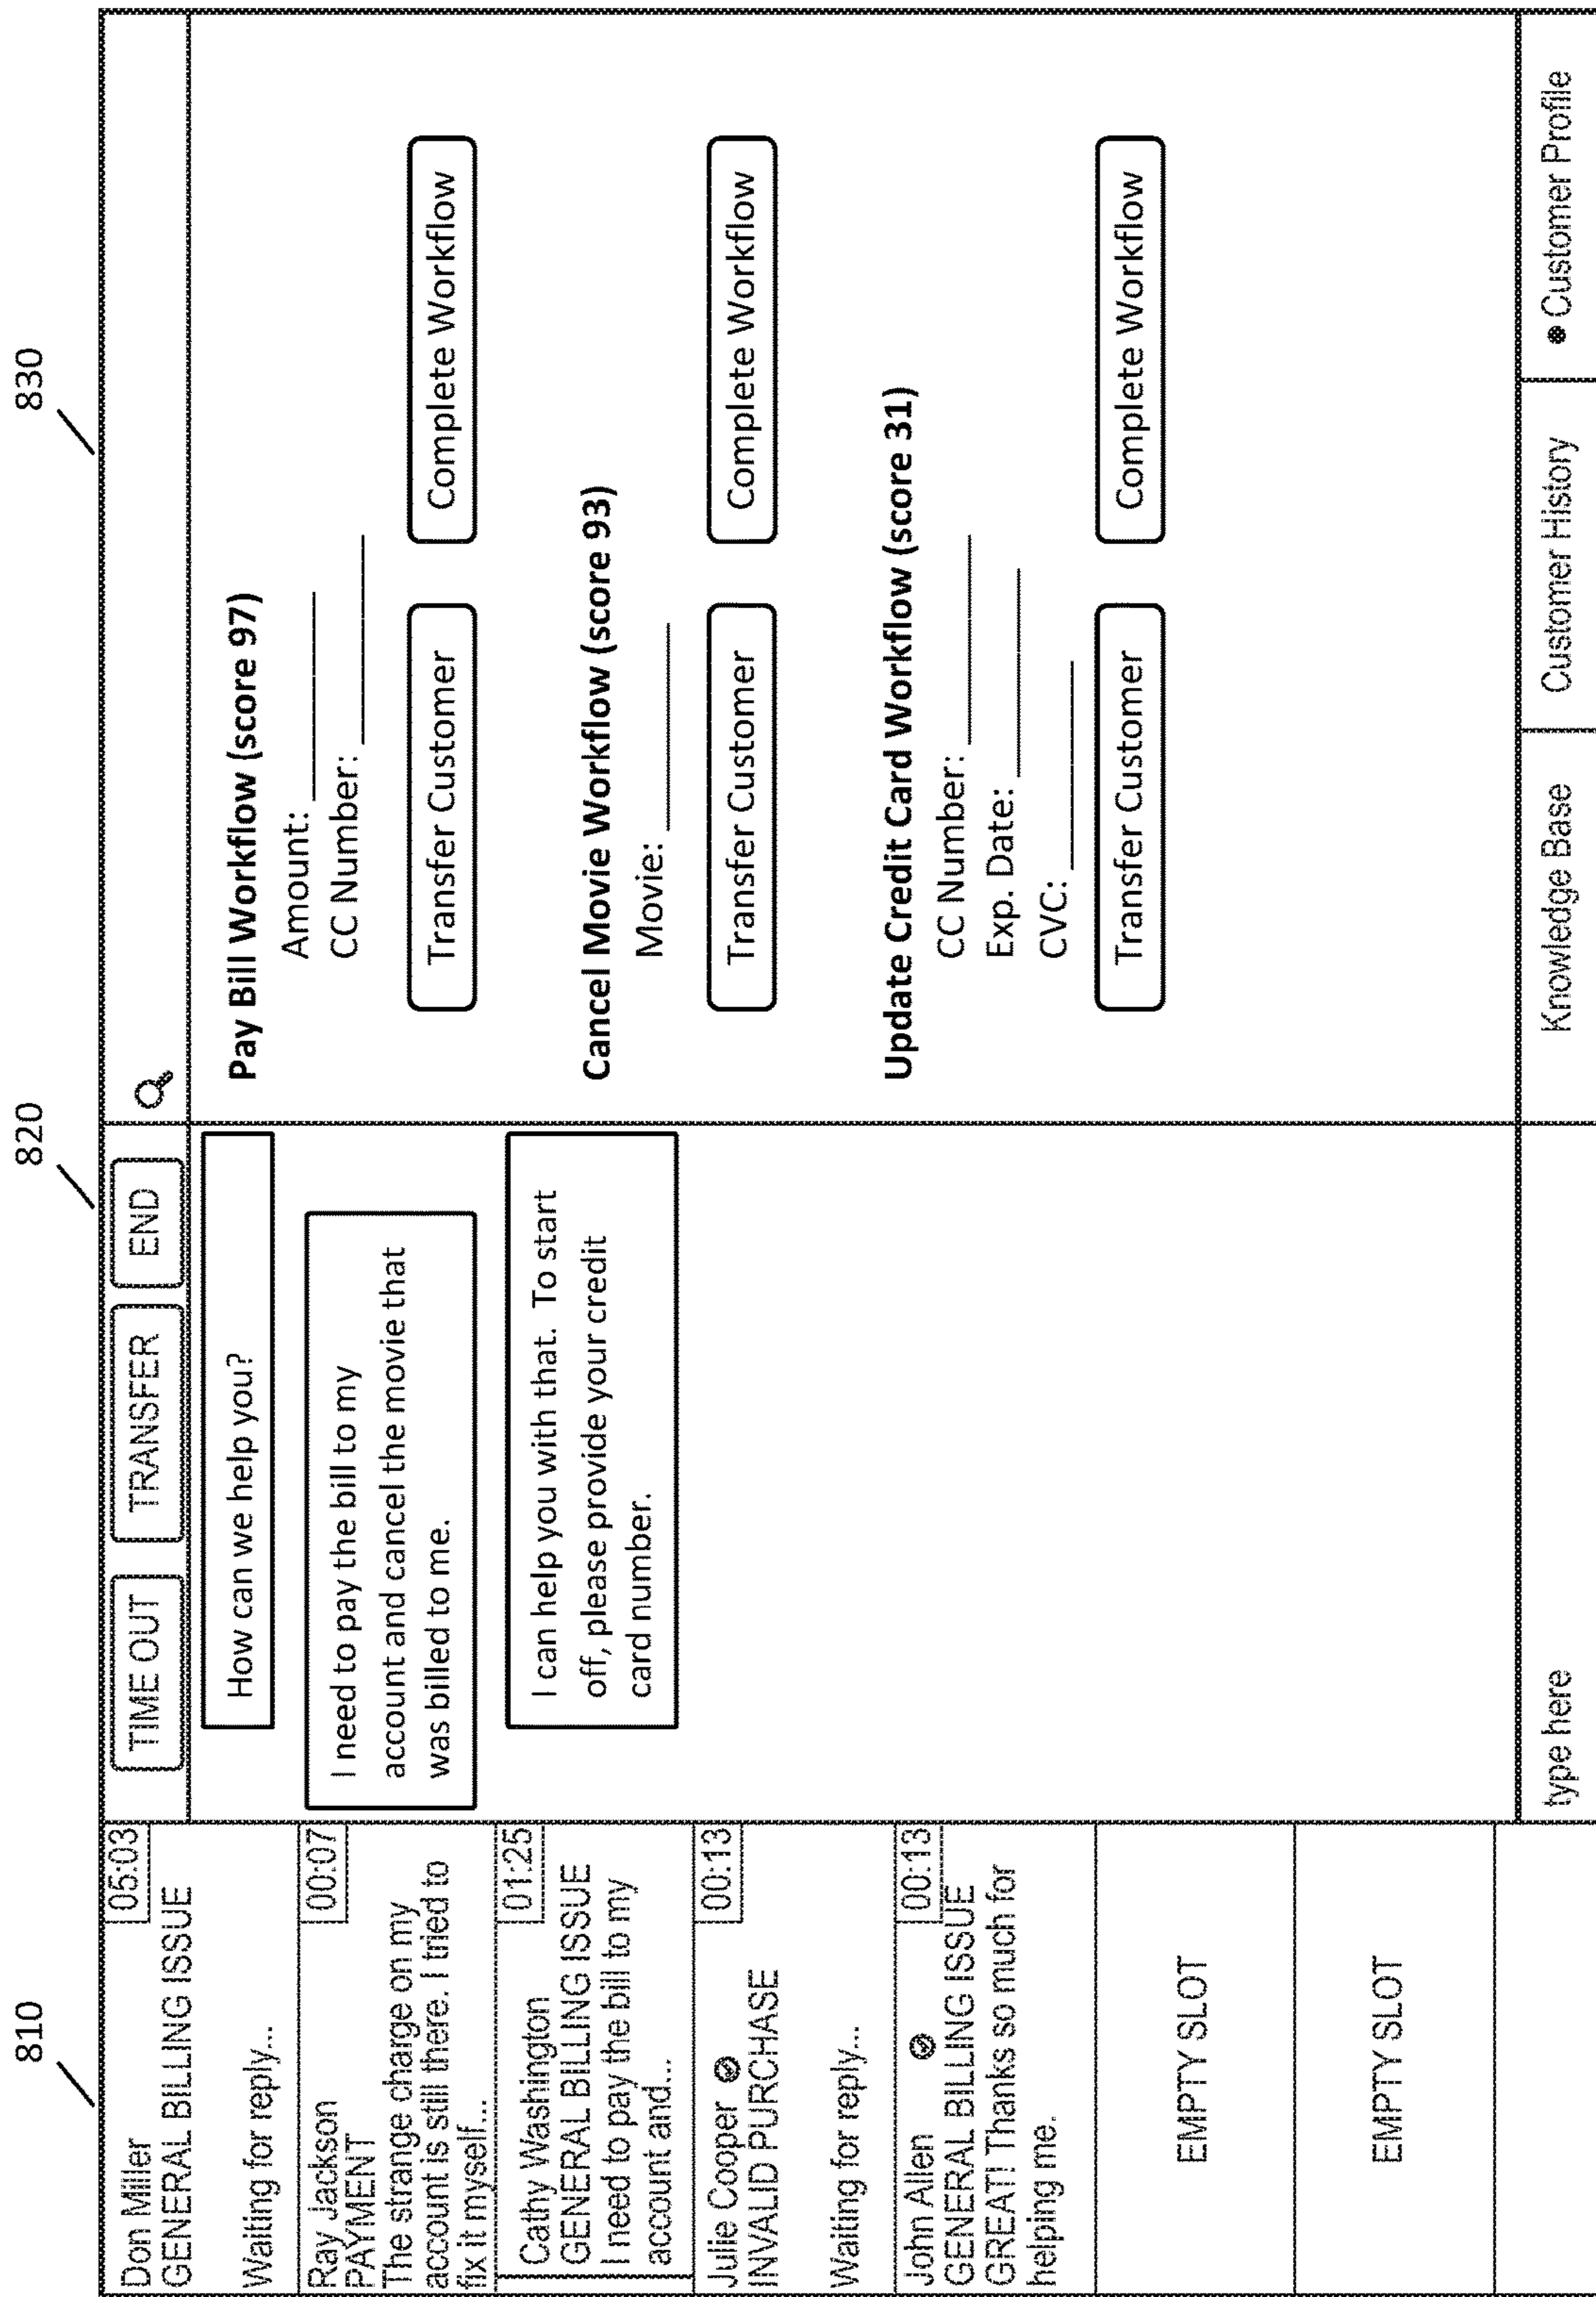 810
820
830
Don Miller
05:03
GENERAL BILLING ISSUE
Waiting for reply...
Ray Jackson
00:07
PAYMENT
The strange charge on my
account is still there. I tried to
fix it myself...
Cathy Washington
01:25
GENERAL BILLING ISSUE
I need to pay the bill to my
account and...
Julie Cooper
00:13
INVALID PURCHASE
Waiting for reply...
John Allen
00:13
GENERAL BILLING ISSUE
GREAT! Thanks so much for
helping me.
EMPTY SLOT
EMPTY SLOT
TIME OUT
TRANSFER
END
How can we help you?
I need to pay the bill to my
account and cancel the movie that
was billed to me.
I can help you with that. To start
off, please provide your credit
card number.
type here
Pay Bill Workflow (score 97)
Amount:
CC Number:
Transfer Customer
Complete Workflow
Cancel Movie Workflow (score 93)
Movie:
Transfer Customer
Complete Workflow
Update Credit Card Workflow (score 31)
CC Number:
Exp. Date:
CVC:
Transfer Customer
Complete Workflow
Knowledge Base
Customer History
Customer Profile